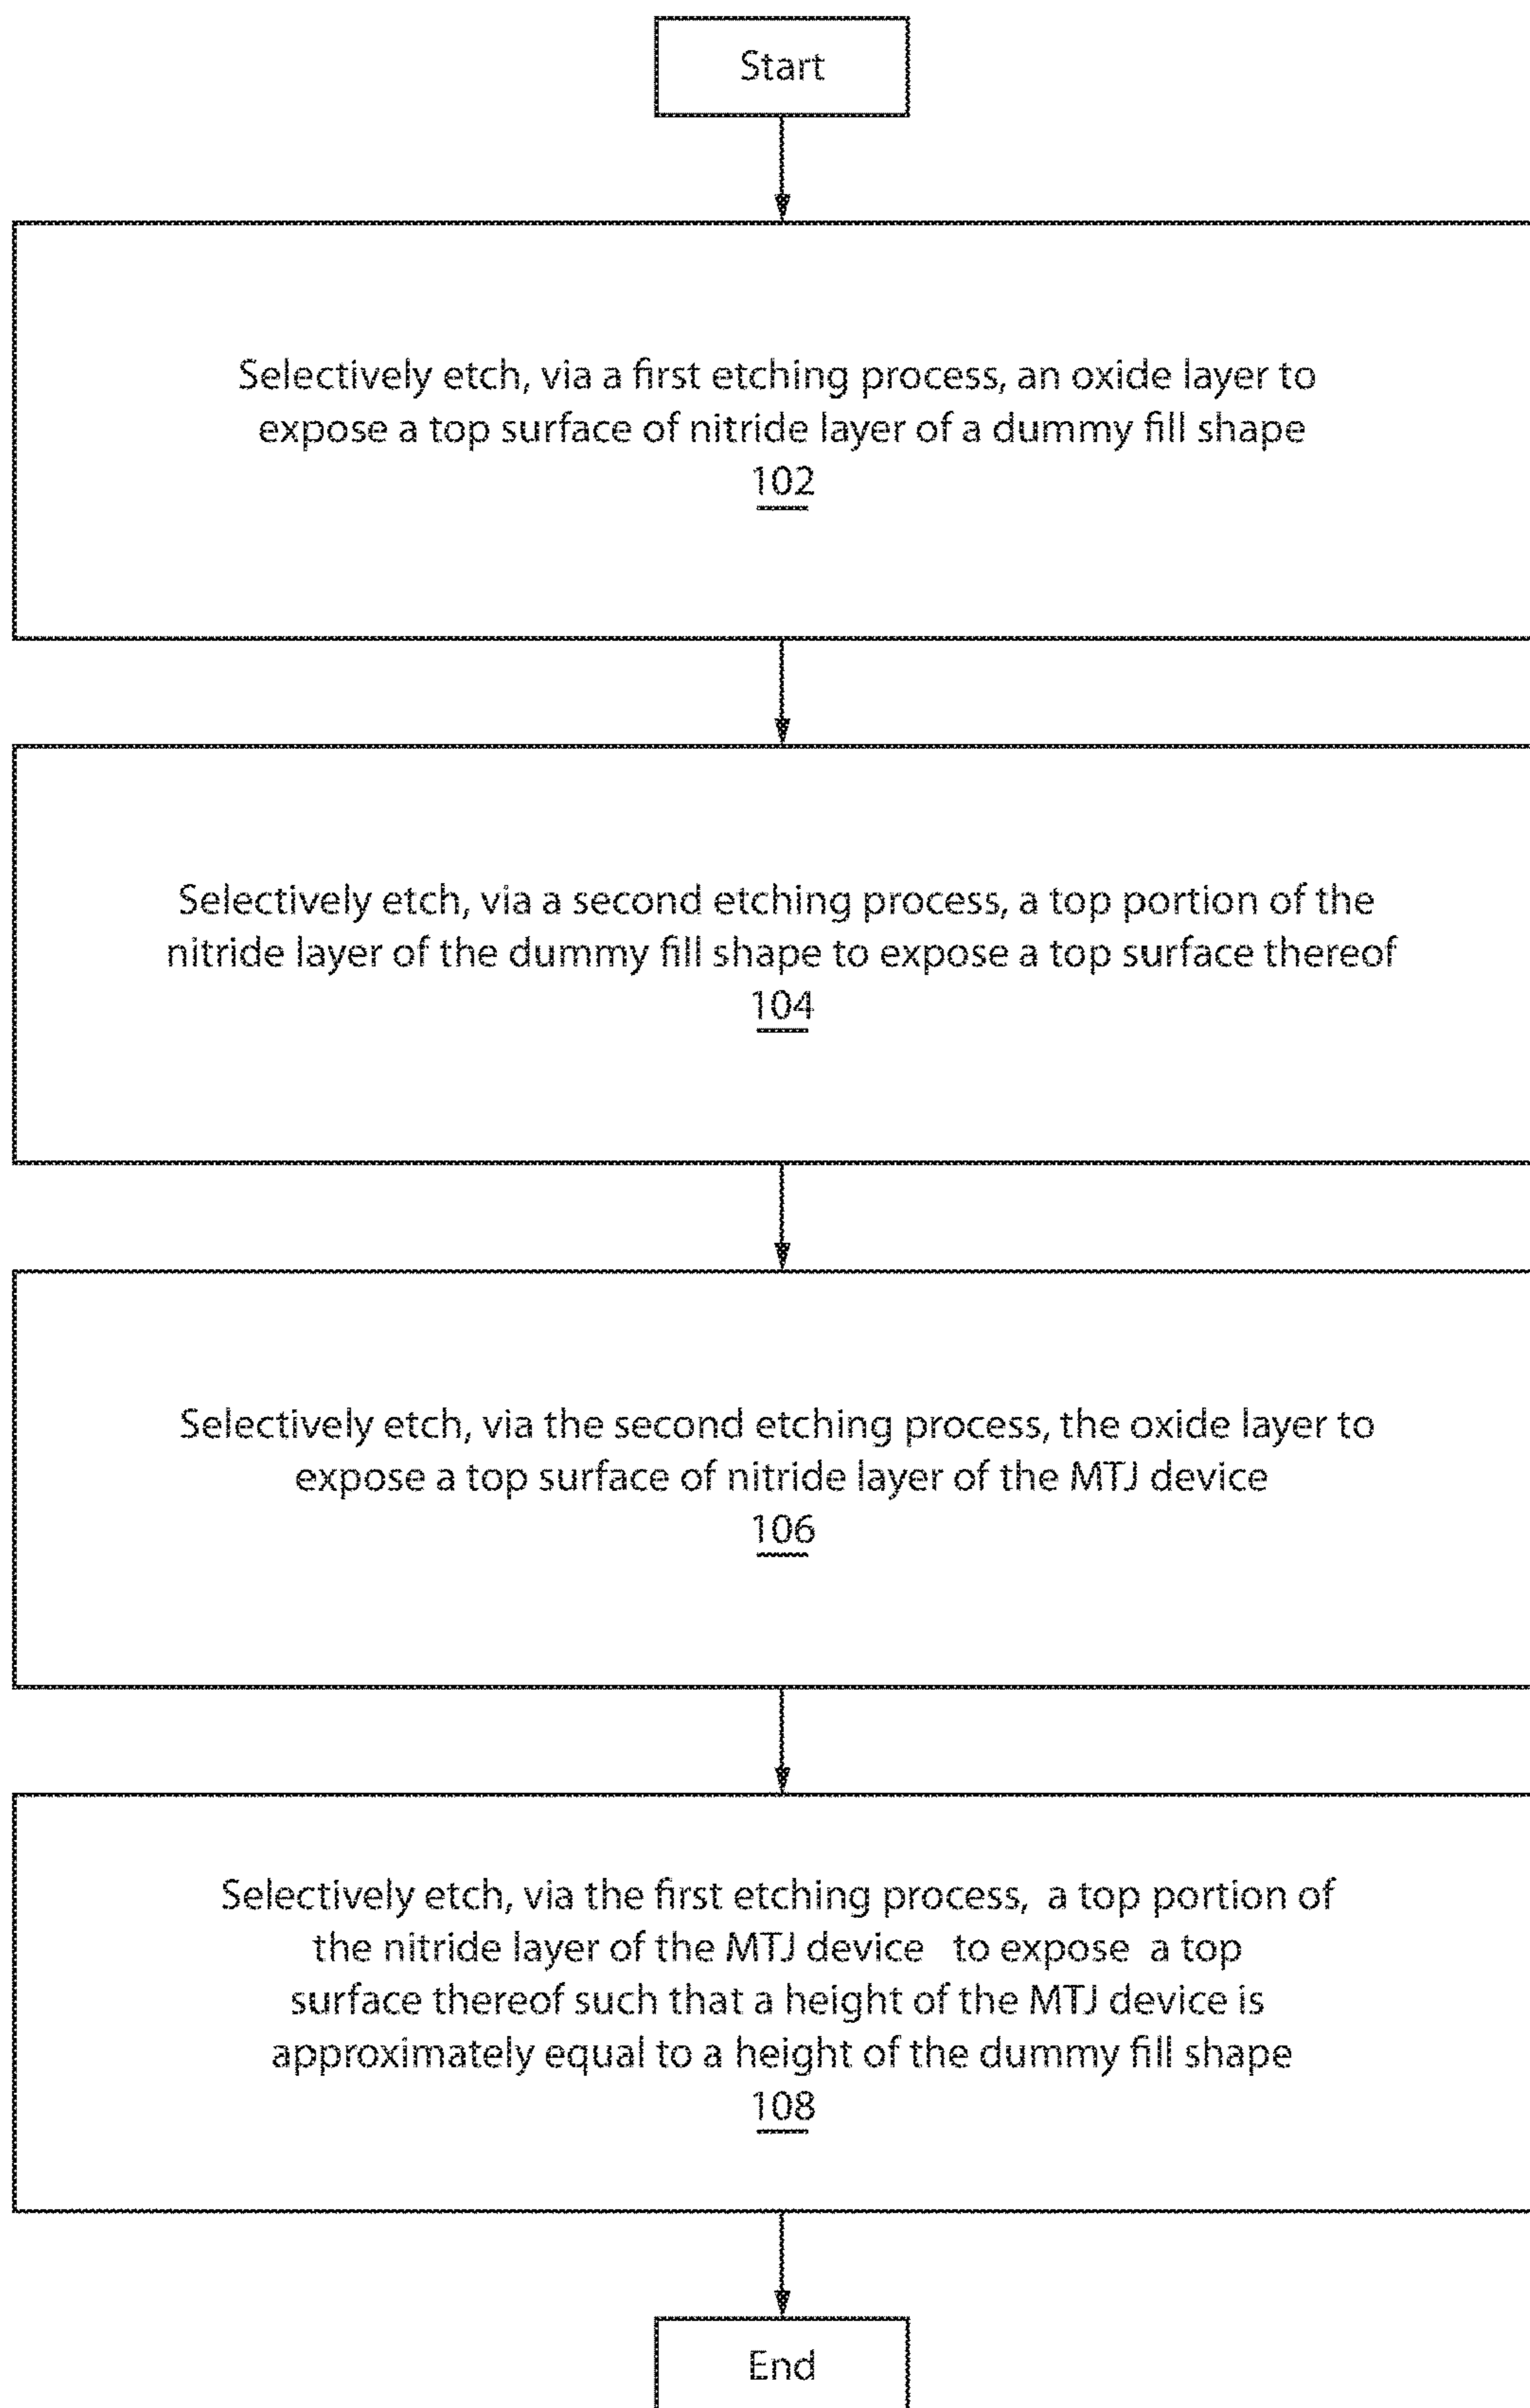 Start
Selectively etch, via a first etching process, an oxide layer to
expose a top surface of nitride layer of a dummy fill shape
102
Selectively etch, via a second etching process, a top portion of the
nitride layer of the dummy fill shape to expose a top surface thereof
104
Selectively etch, via the second etching process, the oxide layer to
expose a top surface of nitride layer of the MTJ device
106
Selectively etch, via the first etching process, a top portion of
the nitride layer of the MTJ device to expose a top
surface thereof such that a height of the MTJ device is
approximately equal to a height of the dummy fill shape
108
End